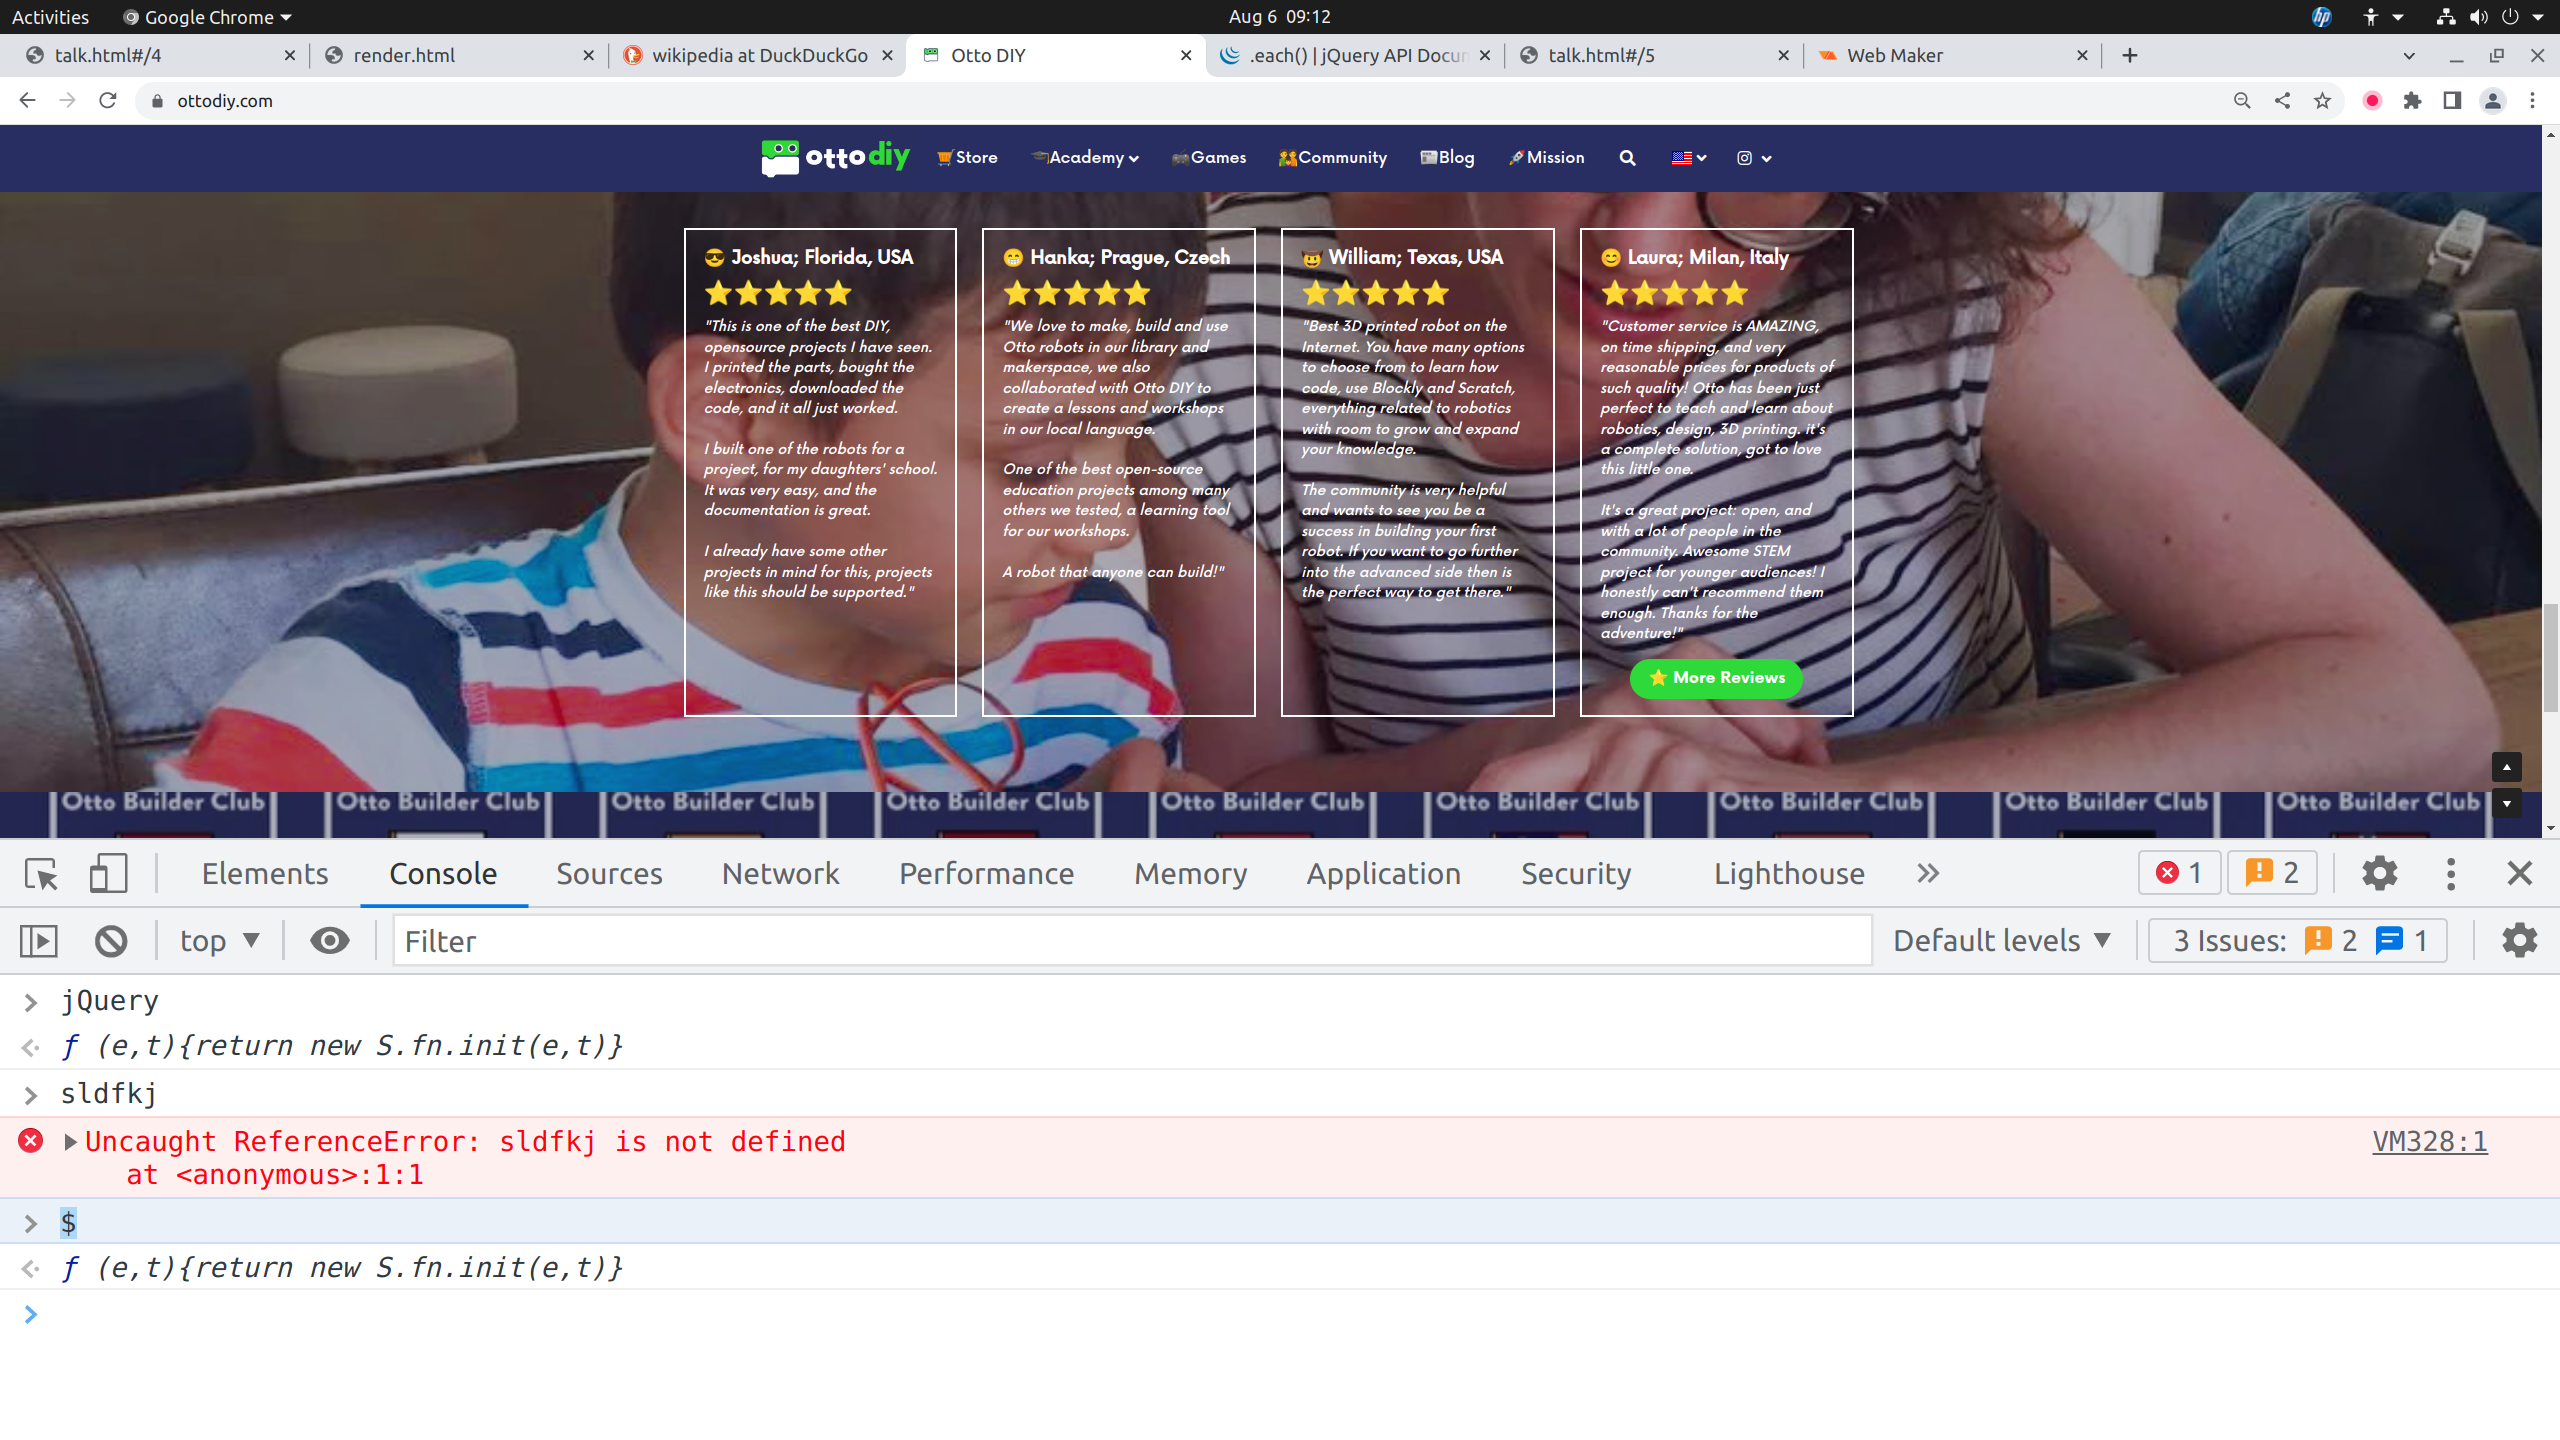 Activities Google Chrome Aug 6 09:12
talk.html#/4 render.html wikipedia at DuckDuckGo Otto DIY .each() | jQuery API Docum talk.html#/5 Web Maker
ottodiy.com
ottodiy Store Academy Games Community Blog Mission
Joshua; Florida, USA
"This is one of the best DIY,
opensource projects I have seen.
I printed the parts, bought the
electronics, downloaded the
code, and it all just worked.
I built one of the robots for a
project, for my daughters' school.
It was very easy, and the
documentation is great.
I already have some other
projects in mind for this, projects
like this should be supported."
Hanka; Prague, Czech
"We love to make, build and use
Otto robots in our library and
makerspace, we also
collaborated with Otto DIY to
create a lessons and workshops
in our local language.
One of the best open-source
education projects among many
others we tested, a learning tool
for our workshops.
A robot that anyone can build!"
William; Texas, USA
"Best 3D printed robot on the
Internet. You have many options
to choose from to learn how
code, use Blockly and Scratch,
everything related to robotics
with room to grow and expand
your knowledge.
The community is very helpful
and wants to see you be a
success in building your first
robot. If you want to go further
into the advanced side then is
the perfect way to get there."
Laura; Milan, Italy
"Customer service is AMAZING,
on time shipping, and very
reasonable prices for products of
such quality! Otto has been just
perfect to teach and learn about
robotics, design, 3D printing. it's
a complete solution, got to love
this little one.
It's a great project: open, and
with a lot of people in the
community. Awesome STEM
project for younger audiences! I
honestly can't recommend them
enough. Thanks for the
adventure!"
More Reviews
Otto Builder Club Otto Builder Club Otto Builder Club Otto Builder Club Otto Builder Club Otto Builder Club Otto Builder Club Otto Builder Club Otto Builder Club
Elements Console Sources Network Performance Memory Application Security Lighthouse 1 2
top Filter Default levels 3 Issues: 2 1
jQuery
ƒ (e,t){return new S.fn.init(e,t)}
sldfkj
Uncaught ReferenceError: sldfkj is not defined VM328:1
at <anonymous>:1:1
$
ƒ (e,t){return new S.fn.init(e,t)}